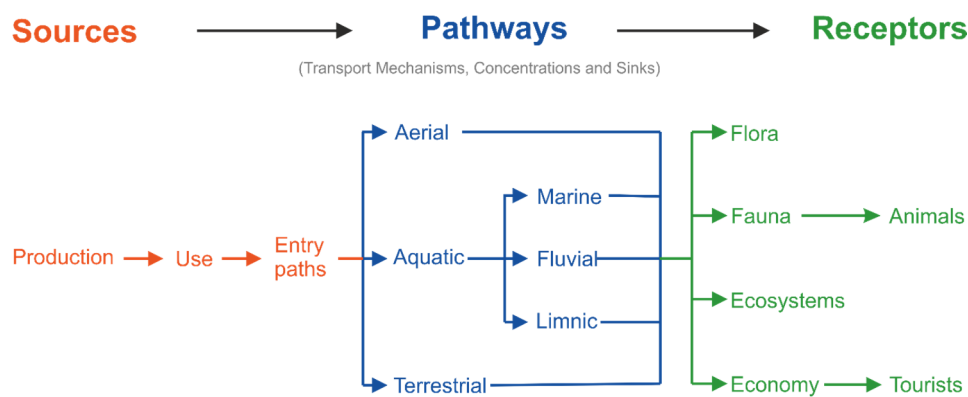 Sources
Pathways
Receptors
(Transport Mechanisms, Concentrations and Sinks)
Aerial
Flora
Marine
Fauna
Animals
Production
Use
Entry
paths
Aquatic
Fluvial
Ecosystems
Limnic
Terrestrial
Economy
Tourists